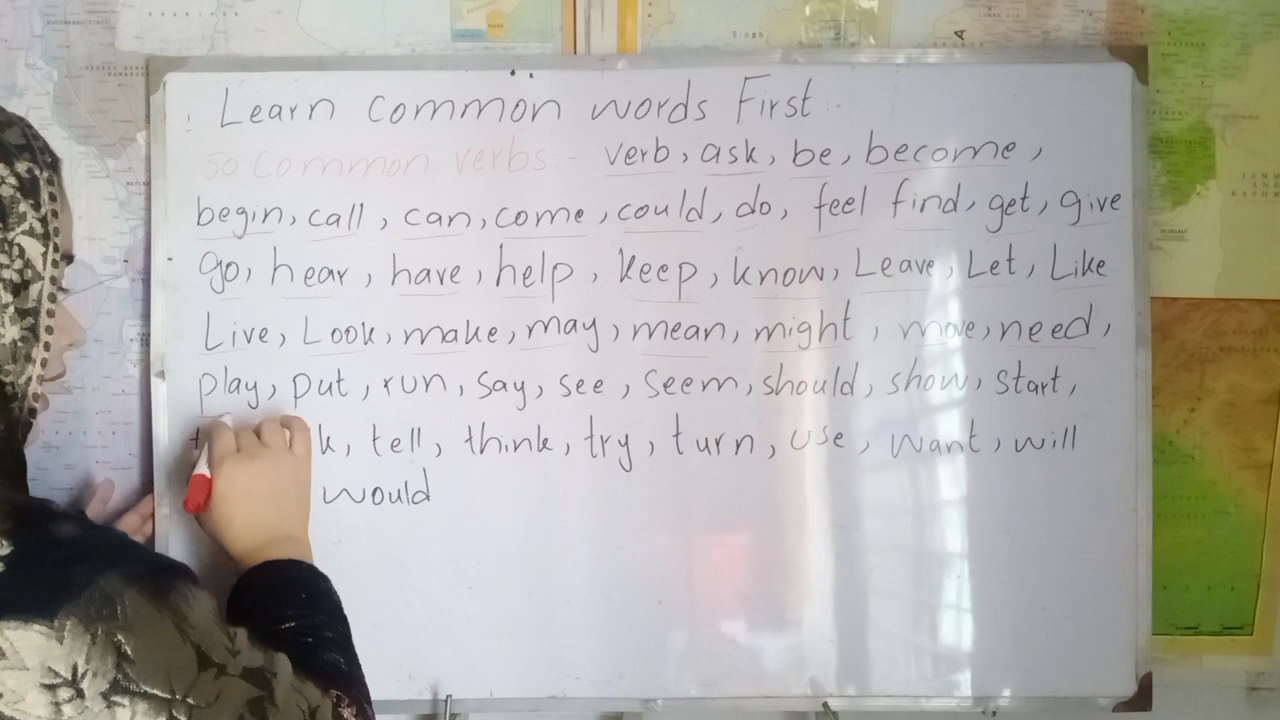 Learn common words First :-
50 Common verbs :- verb, ask, be, become,
begin, call, can, come, could, do, feel find, get, give
go, hear, have, help, keep, know, Leave, Let, Like
Live, Look, make, may, mean, might, move, need,
play, put, run, say, see, seem, should, show, start,
tell, think, try, turn, use, want, will
would
Sindh